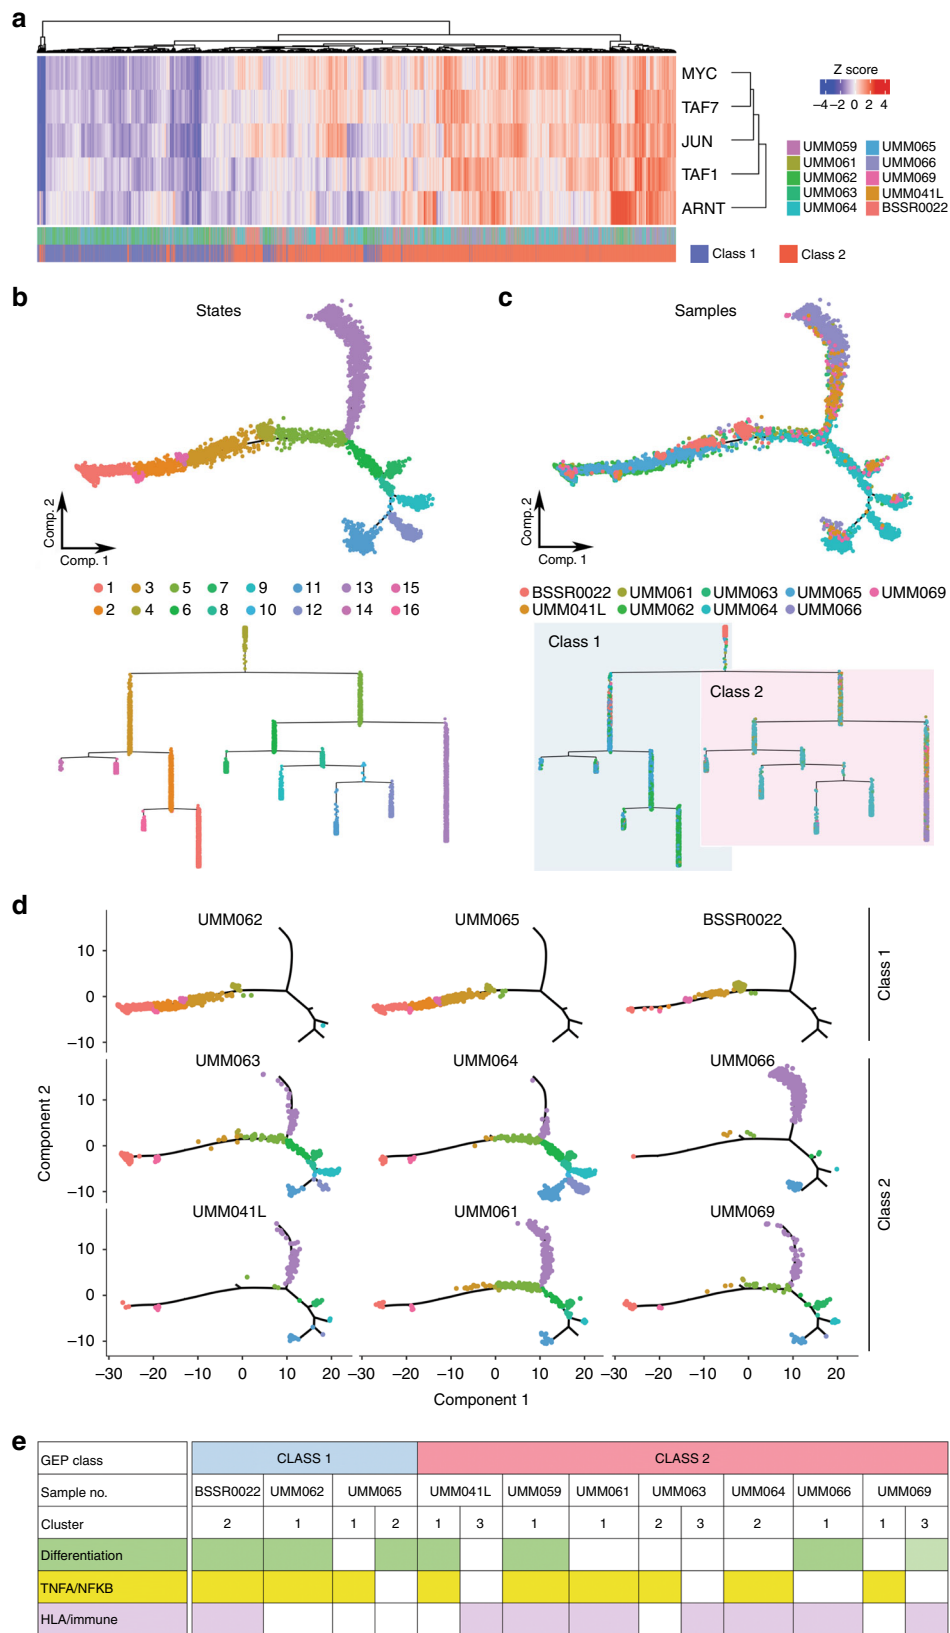 a
MYC
TAF7
JUN
TAF1
ARNT
Z score
−4 −2 0 2 4
UMM059 UMM065
UMM061 UMM066
UMM062 UMM069
UMM063 UMM041L
UMM064 BSSR0022
Class 1 Class 2
b
States
Comp. 2
Comp. 1
1 3 5 7 9 11 13 15
2 4 6 8 10 12 14 16
c
Samples
Comp. 2
Comp. 1
BSSR0022 UMM061 UMM063 UMM065 UMM069
UMM041L UMM062 UMM064 UMM066
Class 1
Class 2
d
UMM062 UMM065 BSSR0022
10
0
−10
Class 1
UMM063 UMM064 UMM066
10
0
−10
UMM041L UMM061 UMM069
10
0
−10
Class 2
Component 2
−30 −20 −10 0 10 20 −30 −20 −10 0 10 20 −30 −20 −10 0 10 20
Component 1
e
GEP class CLASS 1 CLASS 2
Sample no. BSSR0022 UMM062 UMM065 UMM041L UMM059 UMM061 UMM063 UMM064 UMM066 UMM069
Cluster 2 1 1 2 1 3 1 1 2 3 2 1 1 3
Differentiation
TNFA/NFKB
HLA/immune